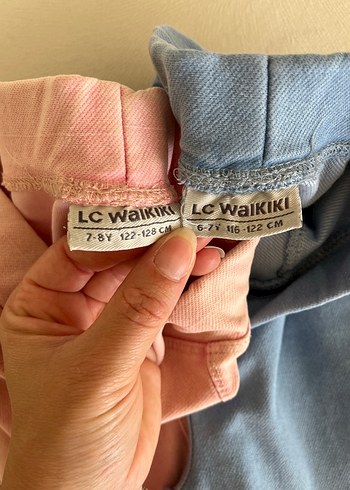 LC WAIKIKI
7-8Y 122-128 CM
LC WAIKIKI
6-7Y 116-122 CM